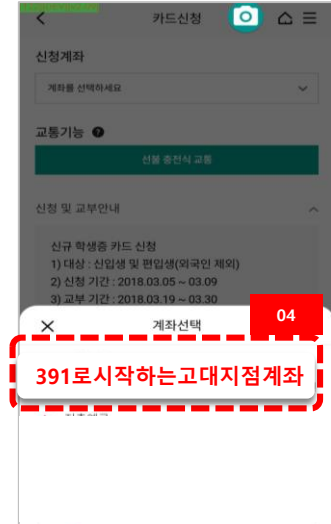 카드신청
신청계좌
계좌를 선택하세요
교통기능 ?
선불 충전식 교통
신청 및 교부안내
신규 학생증 카드 신청
1) 대상 : 신입생 및 편입생(외국인 제외)
2) 신청 기간 : 2018.03.05 ~ 03.09
3) 교부 기간 : 2018.03.19 ~ 03.30
04
계좌선택
391로시작하는고대지점계좌